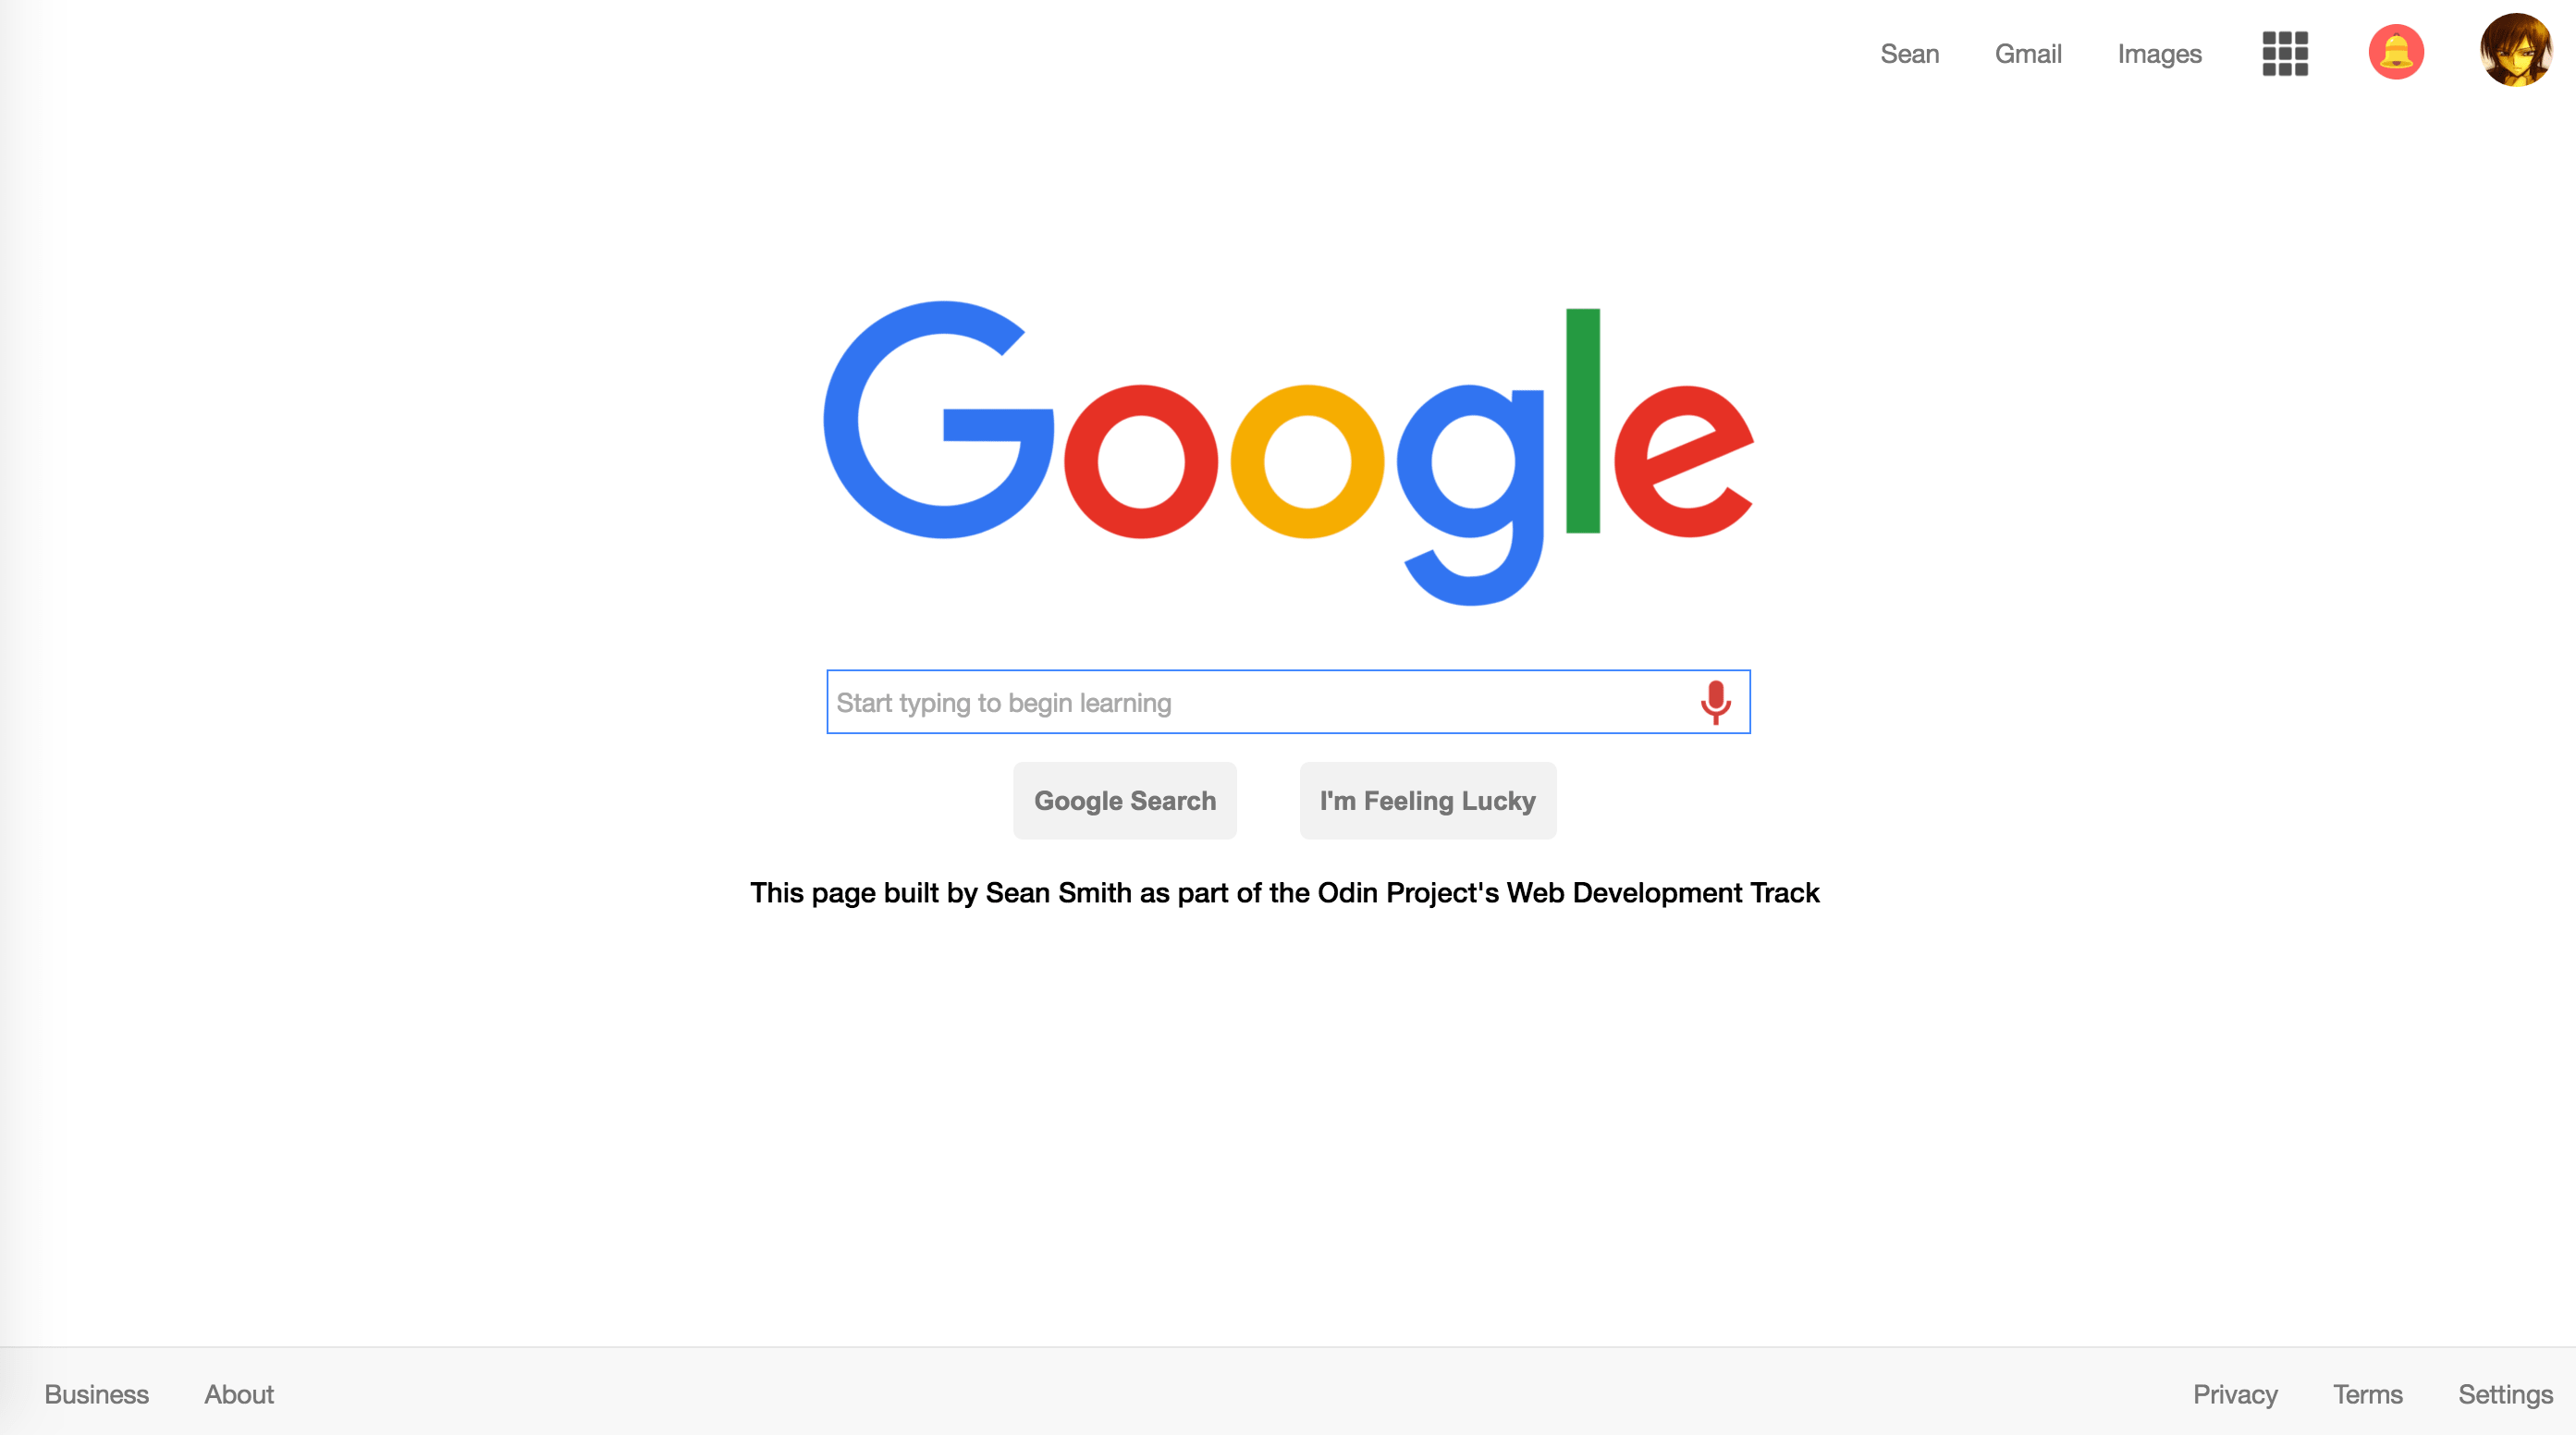 Sean Gmail Images
Google
Start typing to begin learning
Google Search I'm Feeling Lucky
This page built by Sean Smith as part of the Odin Project's Web Development Track
Business About Privacy Terms Settings